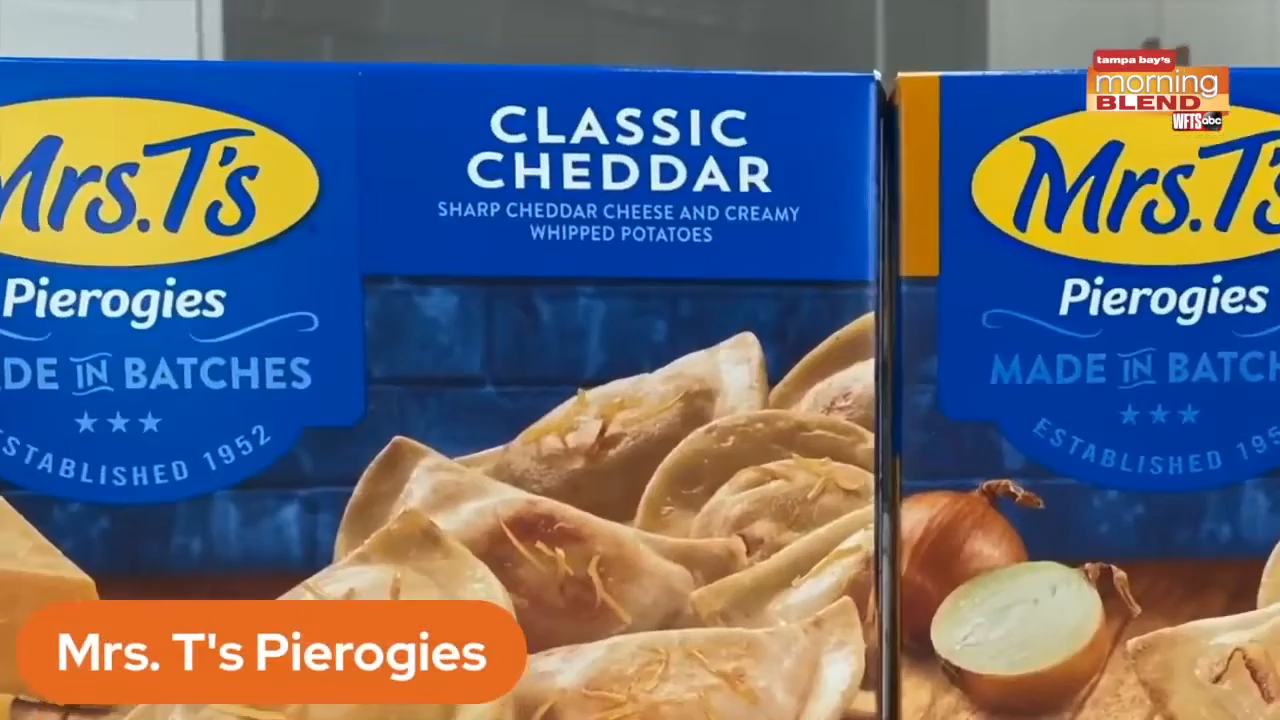 tampa bay's
morning
BLEND
WFTS abc
Mrs.T's
Pierogies
MADE IN BATCHES
ESTABLISHED 1952
CLASSIC
CHEDDAR
SHARP CHEDDAR CHEESE AND CREAMY
WHIPPED POTATOES
Mrs.T's
Pierogies
MADE IN BATCH
ESTABLISHED 195
Mrs. T's Pierogies